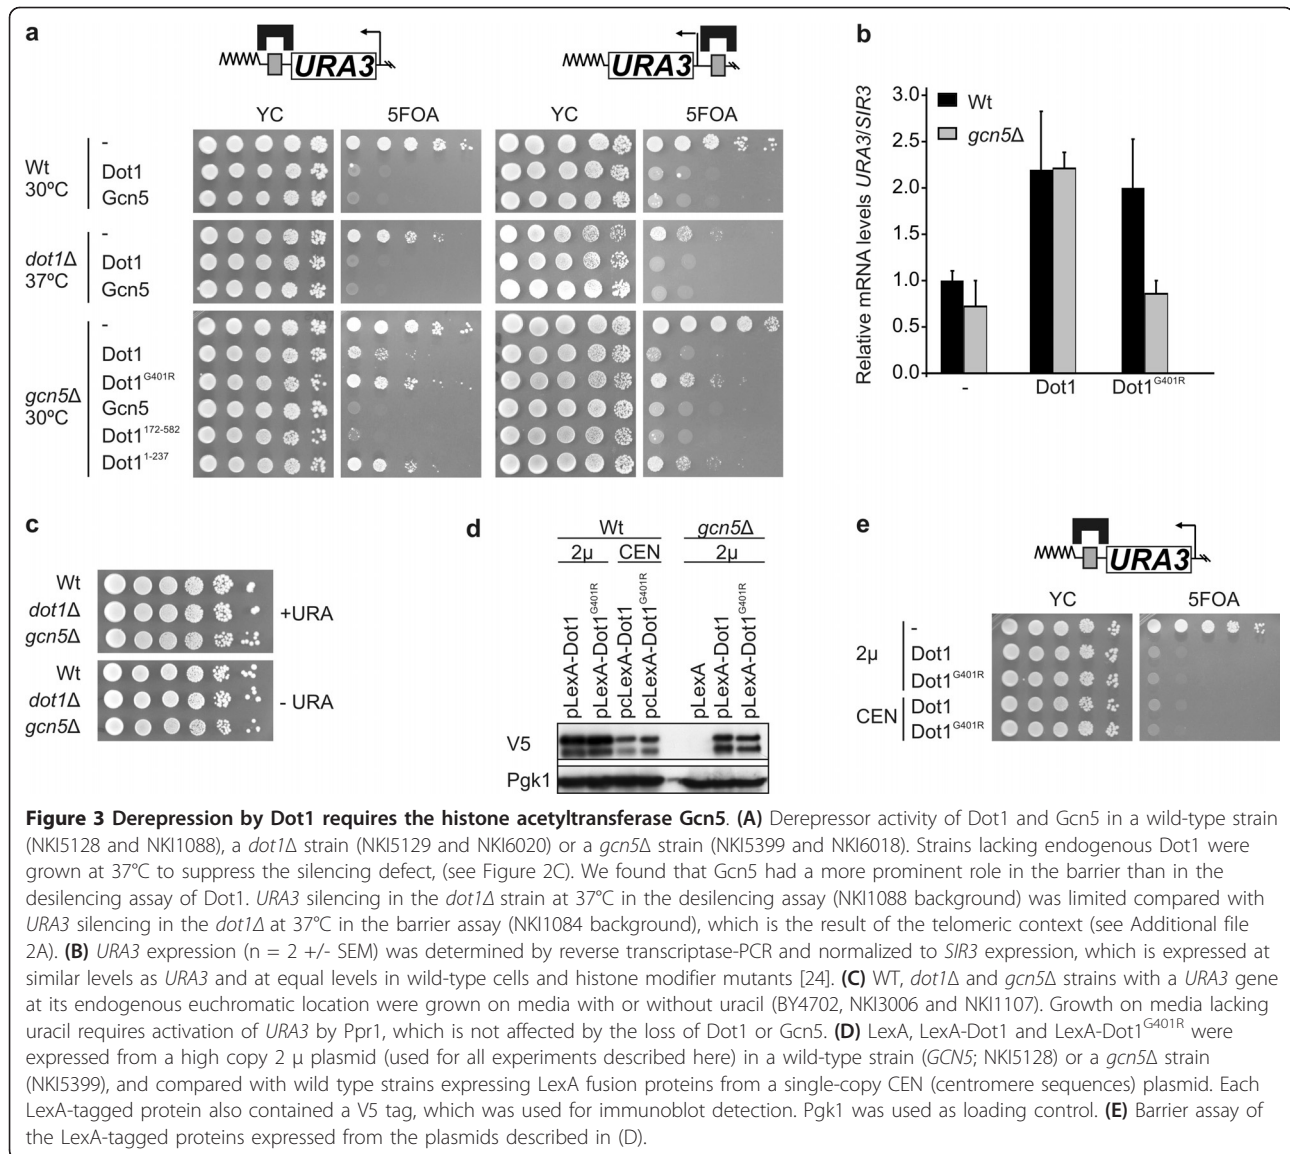 a
URA3
URA3
YC 5FOA YC 5FOA
Wt
30ºC
-
Dot1
Gcn5
dot1Δ
37ºC
-
Dot1
Gcn5
gcn5Δ
30ºC
-
Dot1
Dot1G401R
Gcn5
Dot1172-582
Dot11-237
b
Relative mRNA levels URA3/SIR3
3.0
2.5
2.0
1.5
1.0
0.5
0.0
Wt
gcn5Δ
- Dot1 Dot1G401R
c
Wt
dot1Δ
gcn5Δ
+URA
Wt
dot1Δ
gcn5Δ
- URA
d
Wt gcn5Δ
2µ CEN 2µ
pLexA-Dot1
pLexA-Dot1G401R
pcLexA-Dot1
pcLexA-Dot1G401R
pLexA
pLexA-Dot1
pLexA-Dot1G401R
V5
Pgk1
e
URA3
YC 5FOA
2µ
-
Dot1
Dot1G401R
CEN
Dot1
Dot1G401R
Figure 3 Derepression by Dot1 requires the histone acetyltransferase Gcn5. (A) Derepressor activity of Dot1 and Gcn5 in a wild-type strain
(NKI5128 and NKI1088), a dot1Δ strain (NKI5129 and NKI6020) or a gcn5Δ strain (NKI5399 and NKI6018). Strains lacking endogenous Dot1 were
grown at 37°C to suppress the silencing defect, (see Figure 2C). We found that Gcn5 had a more prominent role in the barrier than in the
desilencing assay of Dot1. URA3 silencing in the dot1Δ strain at 37°C in the desilencing assay (NKI1088 background) was limited compared with
URA3 silencing in the dot1Δ at 37°C in the barrier assay (NKI1084 background), which is the result of the telomeric context (see Additional file
2A). (B) URA3 expression (n = 2 +/- SEM) was determined by reverse transcriptase-PCR and normalized to SIR3 expression, which is expressed at
similar levels as URA3 and at equal levels in wild-type cells and histone modifier mutants [24]. (C) WT, dot1Δ and gcn5Δ strains with a URA3 gene
at its endogenous euchromatic location were grown on media with or without uracil (BY4702, NKI3006 and NKI1107). Growth on media lacking
uracil requires activation of URA3 by Ppr1, which is not affected by the loss of Dot1 or Gcn5. (D) LexA, LexA-Dot1 and LexA-Dot1G401R were
expressed from a high copy 2 µ plasmid (used for all experiments described here) in a wild-type strain (GCN5; NKI5128) or a gcn5Δ strain
(NKI5399), and compared with wild type strains expressing LexA fusion proteins from a single-copy CEN (centromere sequences) plasmid. Each
LexA-tagged protein also contained a V5 tag, which was used for immunoblot detection. Pgk1 was used as loading control. (E) Barrier assay of
the LexA-tagged proteins expressed from the plasmids described in (D).